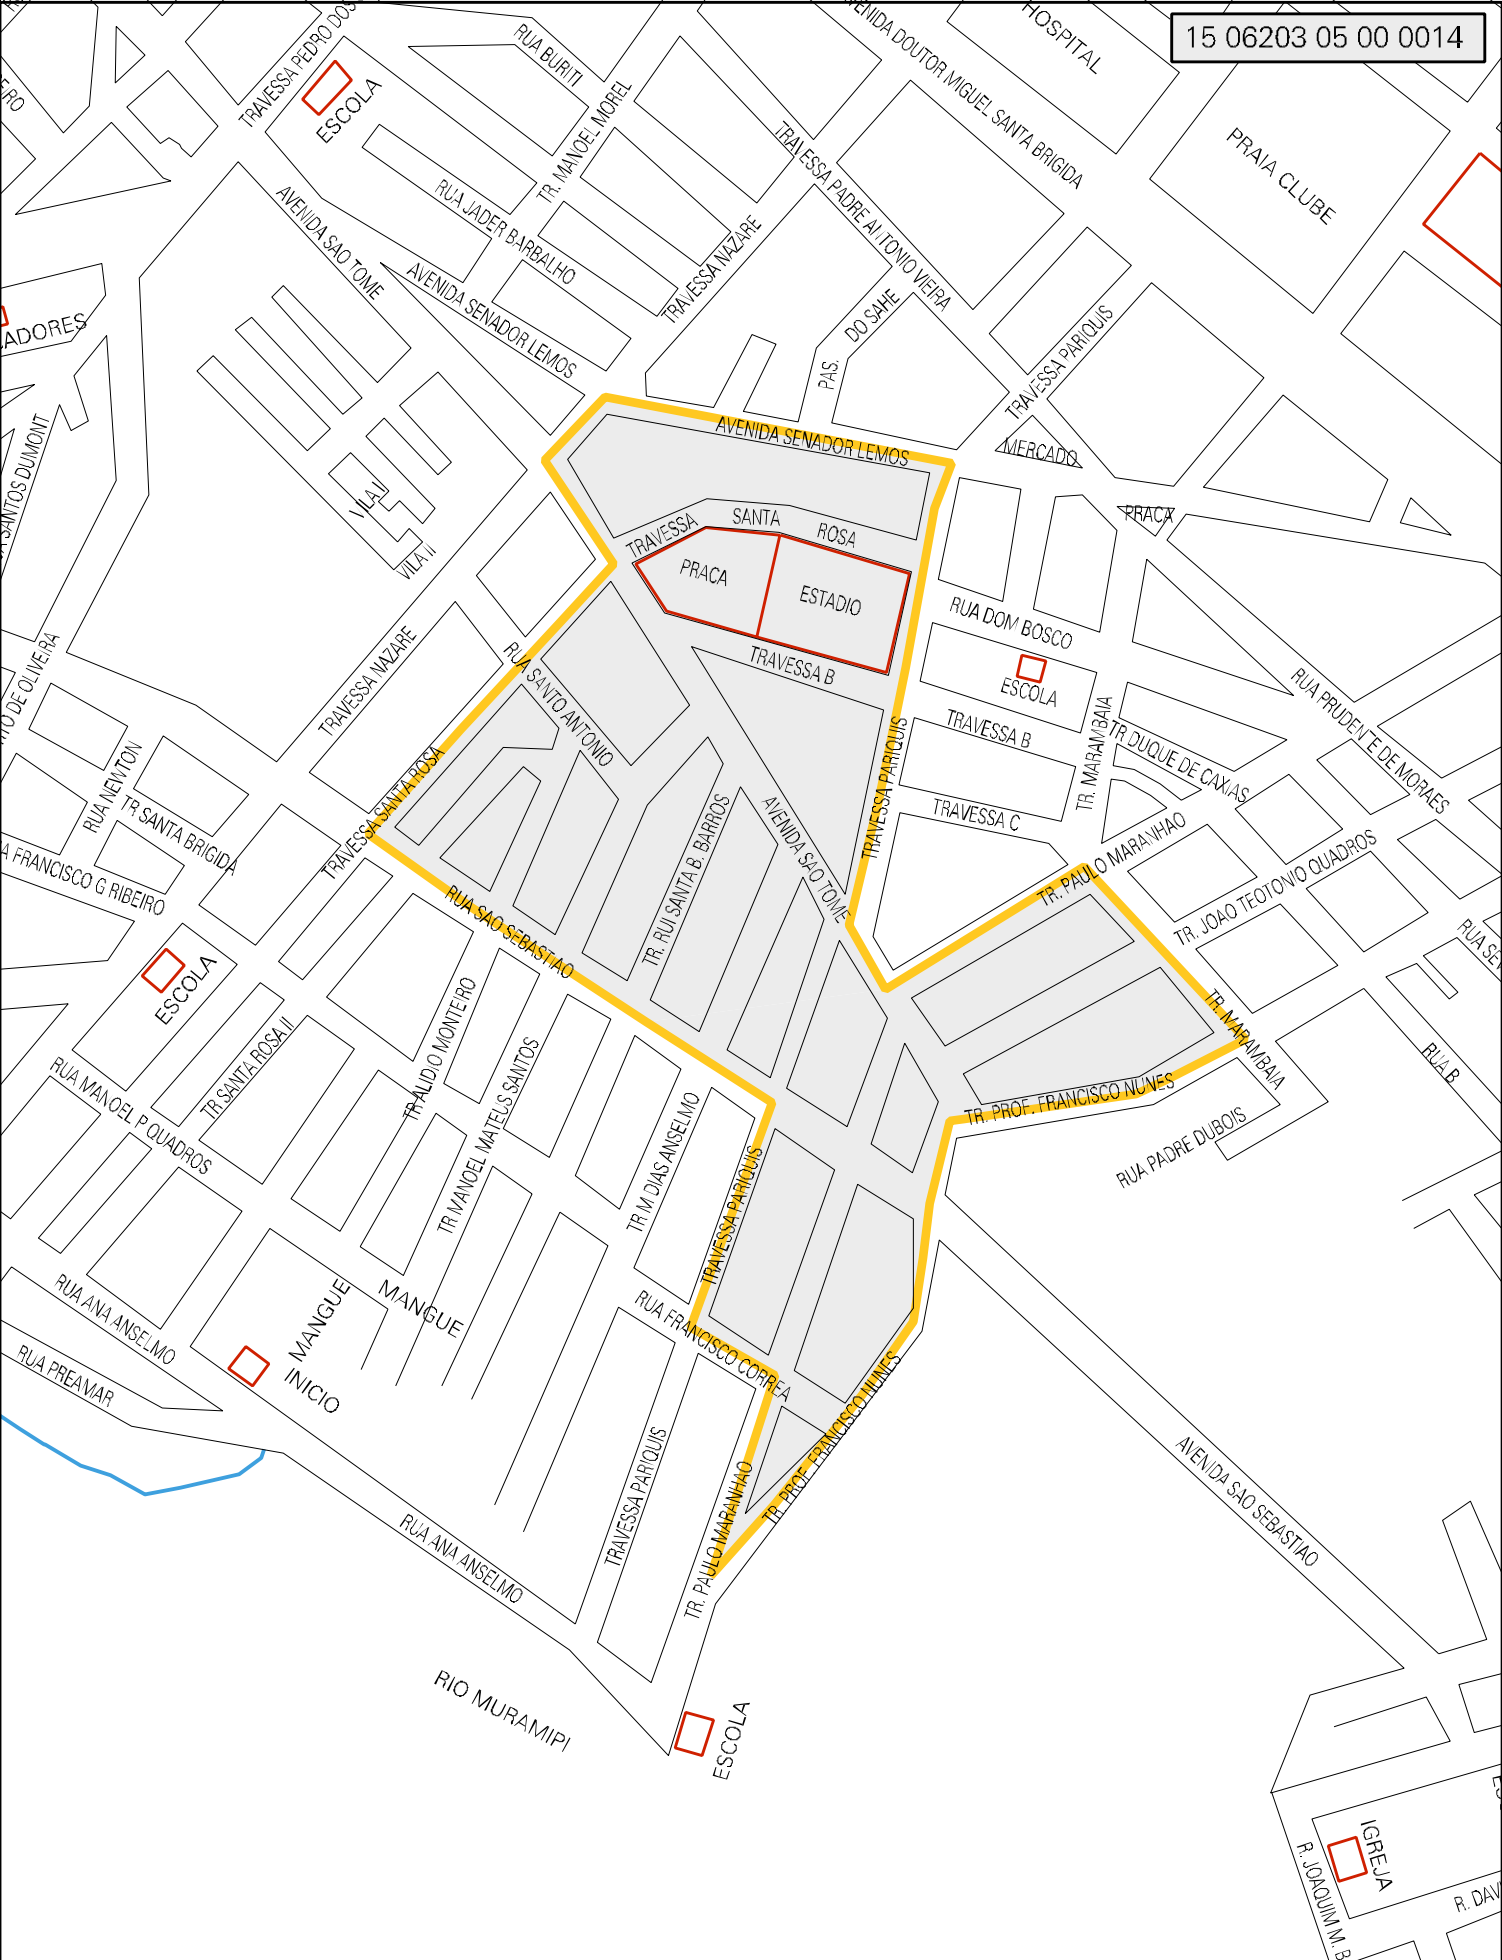 15 06203 05 00 0014
TRAVESSA PEDRO DOS
RUA BURITI
AVENIDA DOUTOR MIGUEL SANTA BRIGIDA
HOSPITAL
ESCOLA
TR. MANOEL MOREL
PRAIA CLUBE
TRAVESSA PADRE ANTONIO VIEIRA
RUA JADER BARBALHO
AVENIDA SAO TOME
AVENIDA SENADOR LEMOS
TRAVESSA NAZARE
PAS.
DO SAHE
TRAVESSA PARIQUIS
CADORES
AVENIDA SENADOR LEMOS
MERCADO
SANTOS DUMONT
VILA I
VILA II
PRACA
TRAVESSA
SANTA
ROSA
PRACA
ESTADIO
RUA DOM BOSCO
ESCOLA
TRAVESSA B
TRAVESSA B
TRAVESSA C
TRAVESSA PARIQUIS
TR. MARAMBAIA
TR DUQUE DE CAXIAS
RUA PRUDENTE DE MORAES
TO DE OLIVEIRA
TRAVESSA NAZARE
RUA SANTO ANTONIO
RUA NEWTON
TR SANTA BRIGIDA
TRAVESSA SANTA ROSA
AVENIDA SAO TOME
TR. RUI SANTA B. BARROS
TR. PAULO MARANHAO
TR. JOAO TEOTONIO QUADROS
A FRANCISCO G RIBEIRO
RUA SAO SEBASTIAO
ESCOLA
TR. MARAMBAIA
RUA B
RUA MANOEL P QUADROS
TR SANTA ROSA II
TR ALIDIO MONTEIRO
TR MANOEL MATEUS SANTOS
TR M DIAS ANSELMO
TRAVESSA PARIQUIS
TR. PROF. FRANCISCO NUNES
RUA PADRE DUBOIS
RUA ANA ANSELMO
MANGUE
MANGUE
INICIO
RUA PREAMAR
RUA FRANCISCO CORREA
TR. PROF. FRANCISCO NUNES
TRAVESSA PARIQUIS
TR. PAULO MARANHAO
RUA ANA ANSELMO
AVENIDA SAO SEBASTIAO
RIO MURAMIPI
ESCOLA
IGREJA
R. JOAQUIM M. B
R. DAV